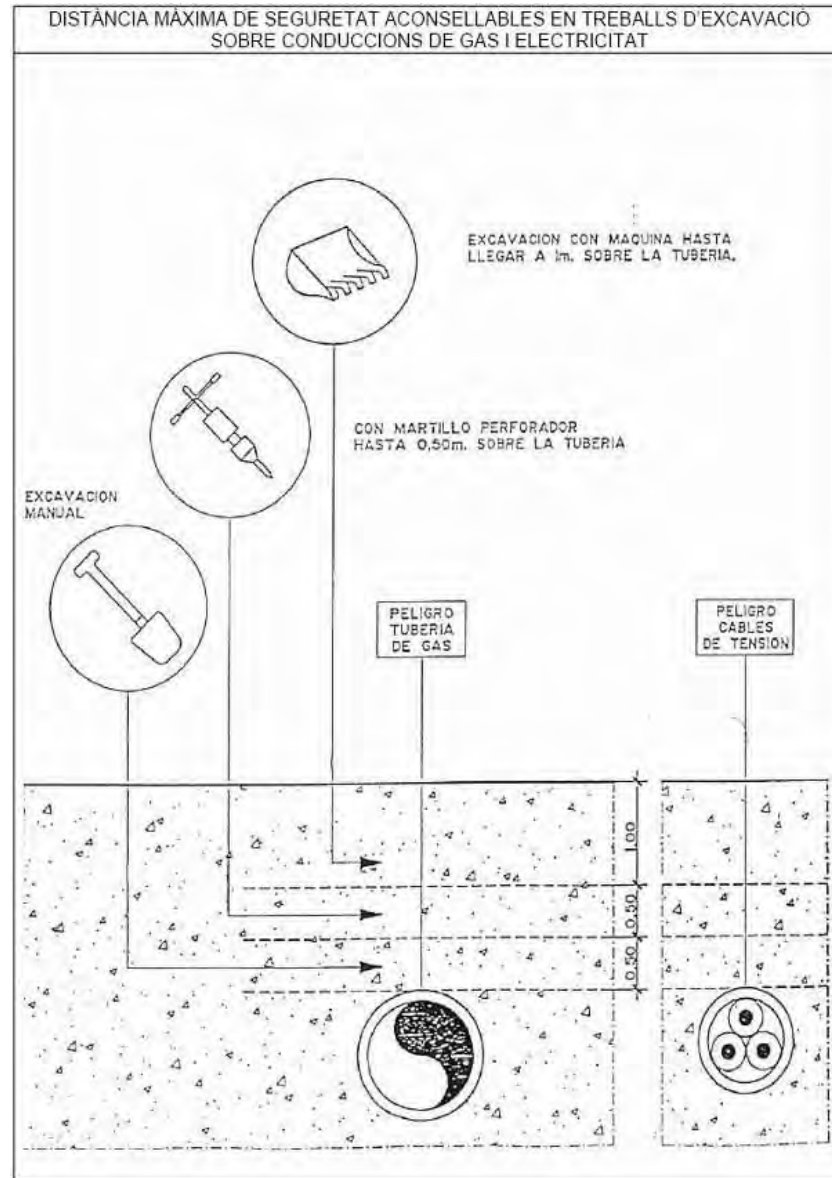 DISTÀNCIA MÀXIMA DE SEGURETAT ACONSELLABLES EN TREBALLS D'EXCAVACIÓ
SOBRE CONDUCCIONS DE GAS I ELECTRICITAT
EXCAVACION CON MAQUINA HASTA
LLEGAR A 1m. SOBRE LA TUBERIA.
CON MARTILLO PERFORADOR
HASTA 0,50m. SOBRE LA TUBERIA
EXCAVACION
MANUAL
PELIGRO
TUBERIA
DE GAS
PELIGRO
CABLES
DE TENSION
1.00
0.50
0.50